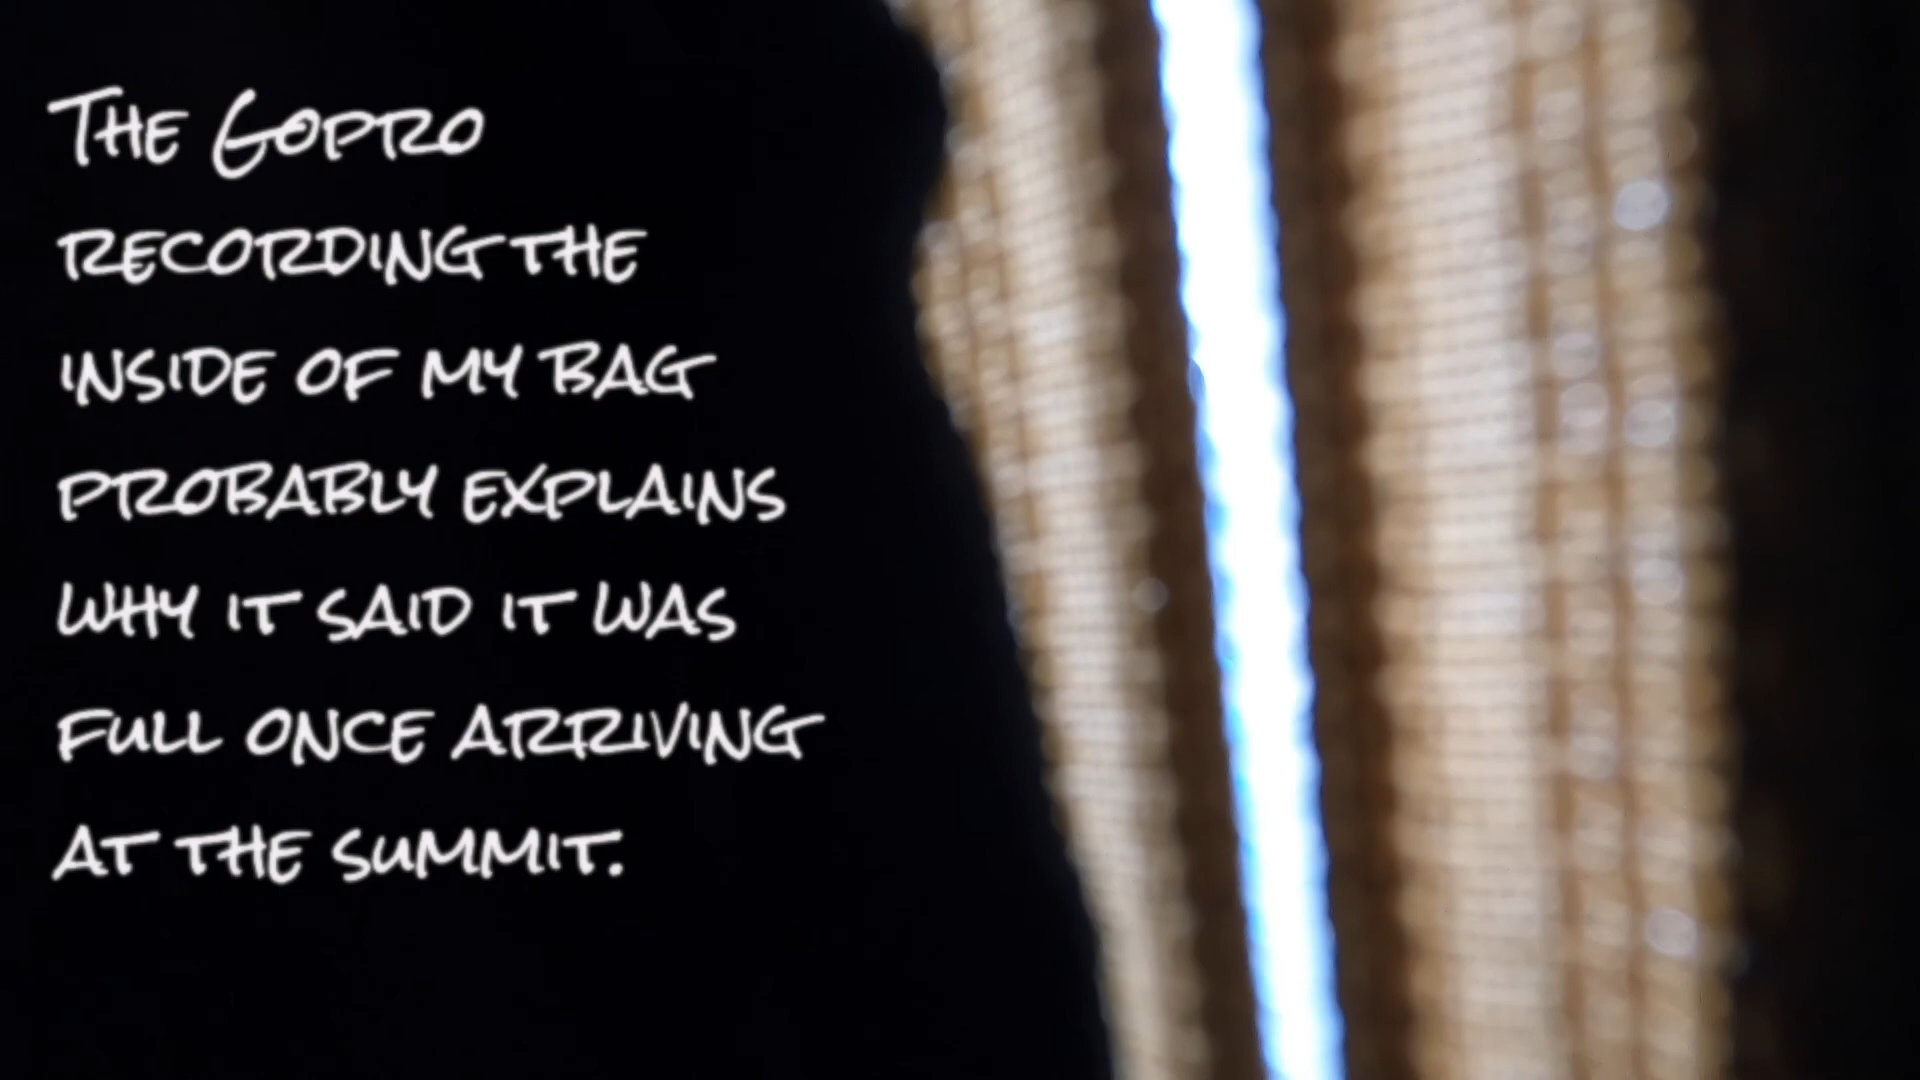 The Gopro
recording the
inside of my bag
probably explains
why it said it was
full once arriving
at the summit.